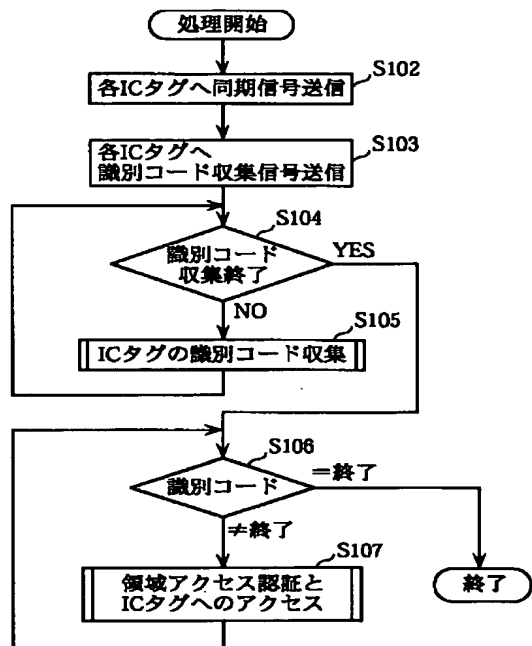 処理開始
S102
各ICタグへ同期信号送信
S103
各ICタグへ
識別コード収集信号送信
S104
識別コード
収集終了
YES
NO
S105
ICタグの識別コード収集
S106
識別コード
=終了
≠終了
S107
領域アクセス認証と
ICタグへのアクセス
終了